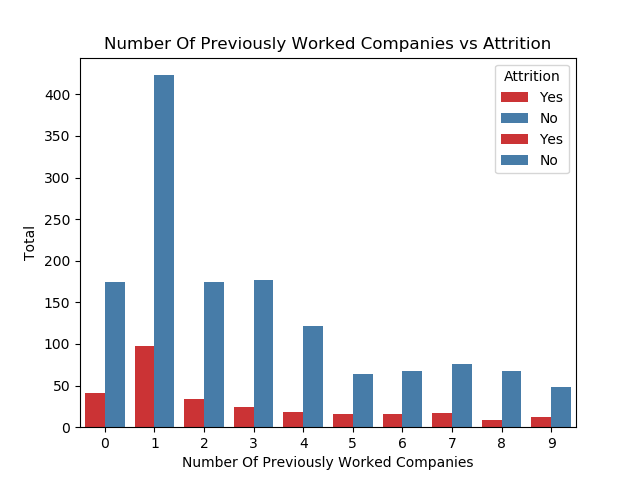 Number Of Previously Worked Companies vs Attrition
Attrition
Yes
No
Yes
No
400
350
300
250
200
150
100
50
0
Total
0 1 2 3 4 5 6 7 8 9
Number Of Previously Worked Companies